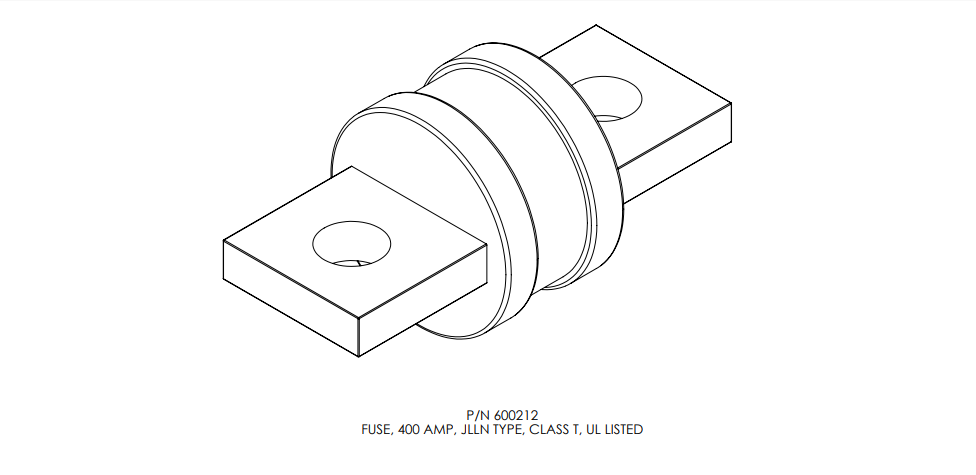 P/N 600212
FUSE, 400 AMP, JLLN TYPE, CLASS T, UL LISTED